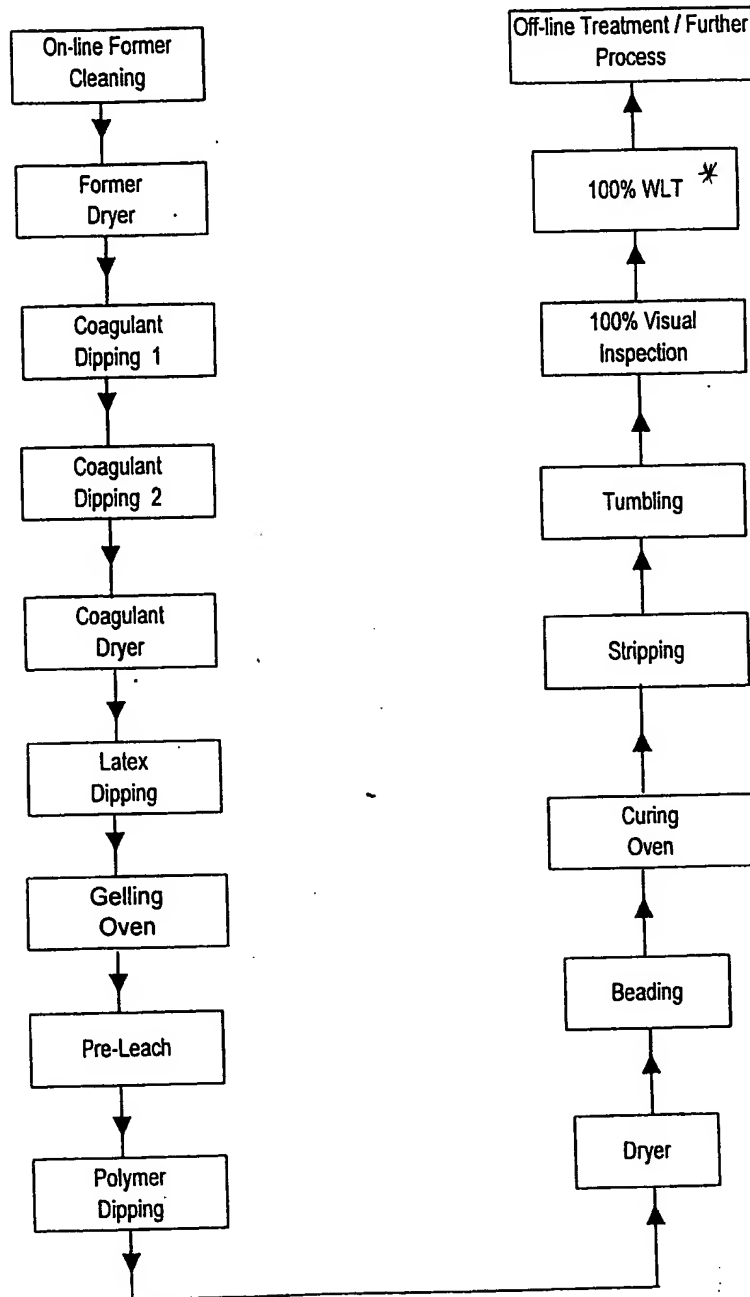 On-line Former
Cleaning
Former
Dryer
Coagulant
Dipping 1
Coagulant
Dipping 2
Coagulant
Dryer
Latex
Dipping
Gelling
Oven
Pre-Leach
Polymer
Dipping
Dryer
Beading
Curing
Oven
Stripping
Tumbling
100% Visual
Inspection
100% WLT *
Off-line Treatment / Further
Process